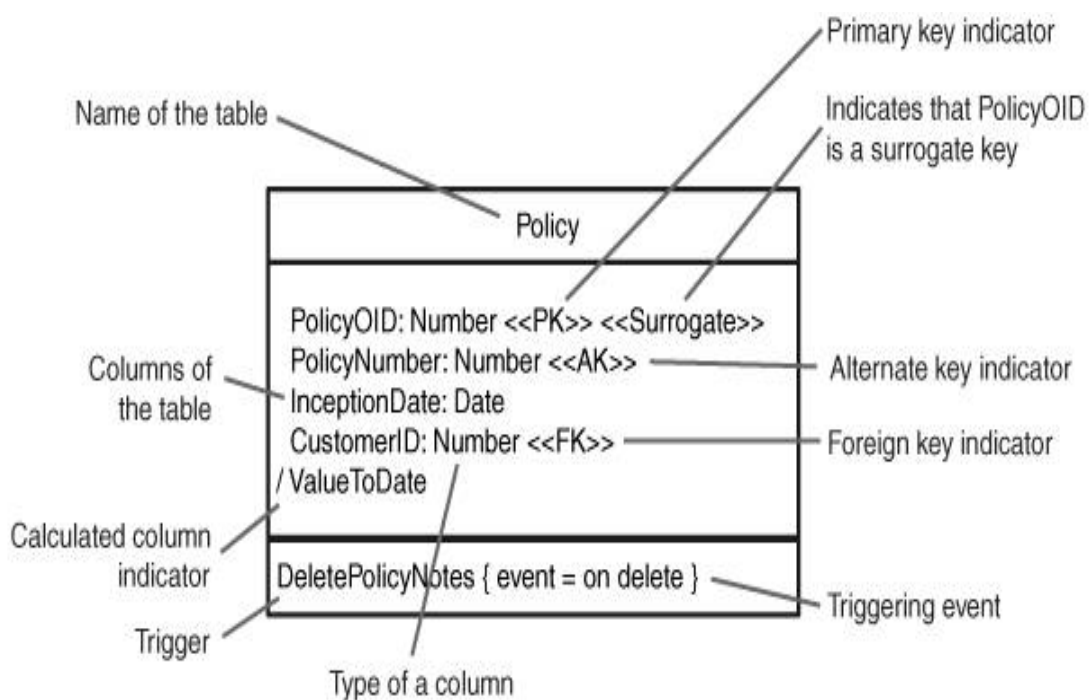 Primary key indicator
Name of the table
Indicates that PolicyOID
is a surrogate key
Policy
PolicyOID: Number <<PK>> <<Surrogate>>
PolicyNumber: Number <<AK>>
InceptionDate: Date
CustomerID: Number <<FK>>
/ ValueToDate
Columns of
the table
Alternate key indicator
Foreign key indicator
Calculated column
indicator
DeletePolicyNotes { event = on delete }
Triggering event
Trigger
Type of a column